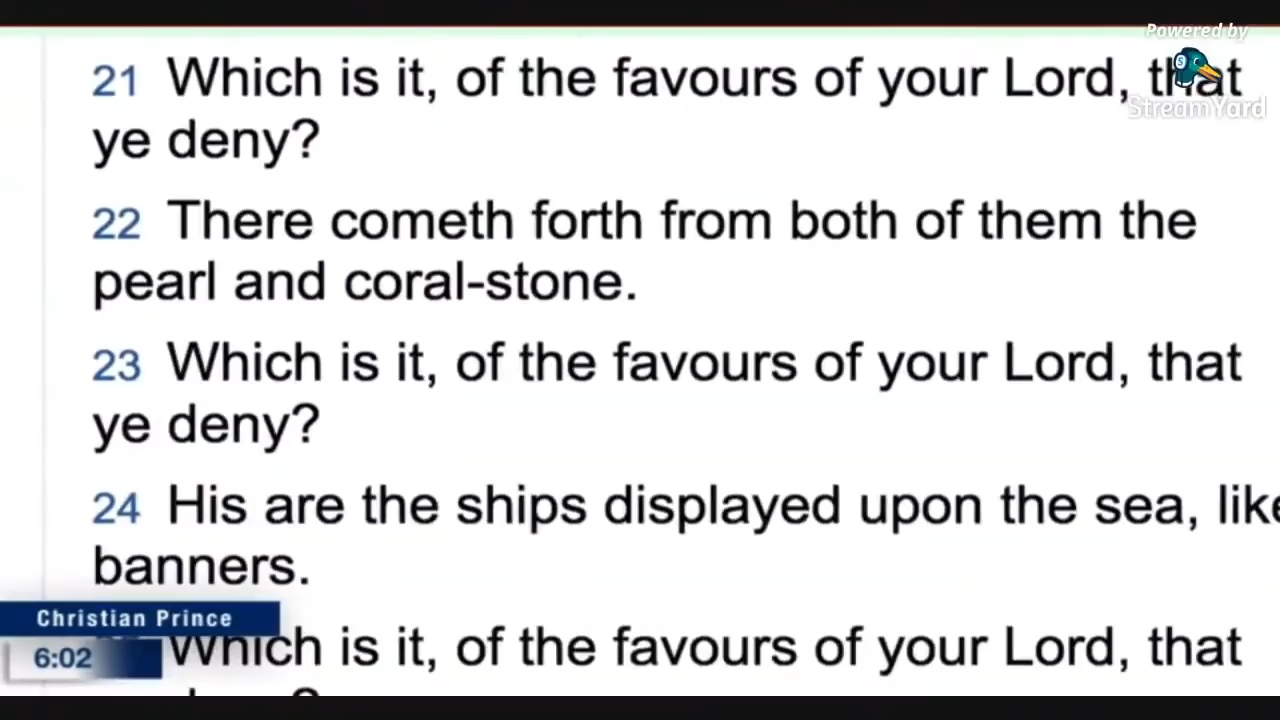 Powered by
StreamYard
21 Which is it, of the favours of your Lord, that
ye deny?
22 There cometh forth from both of them the
pearl and coral-stone.
23 Which is it, of the favours of your Lord, that
ye deny?
24 His are the ships displayed upon the sea, like
banners.
Which is it, of the favours of your Lord, that
Christian Prince
6:02